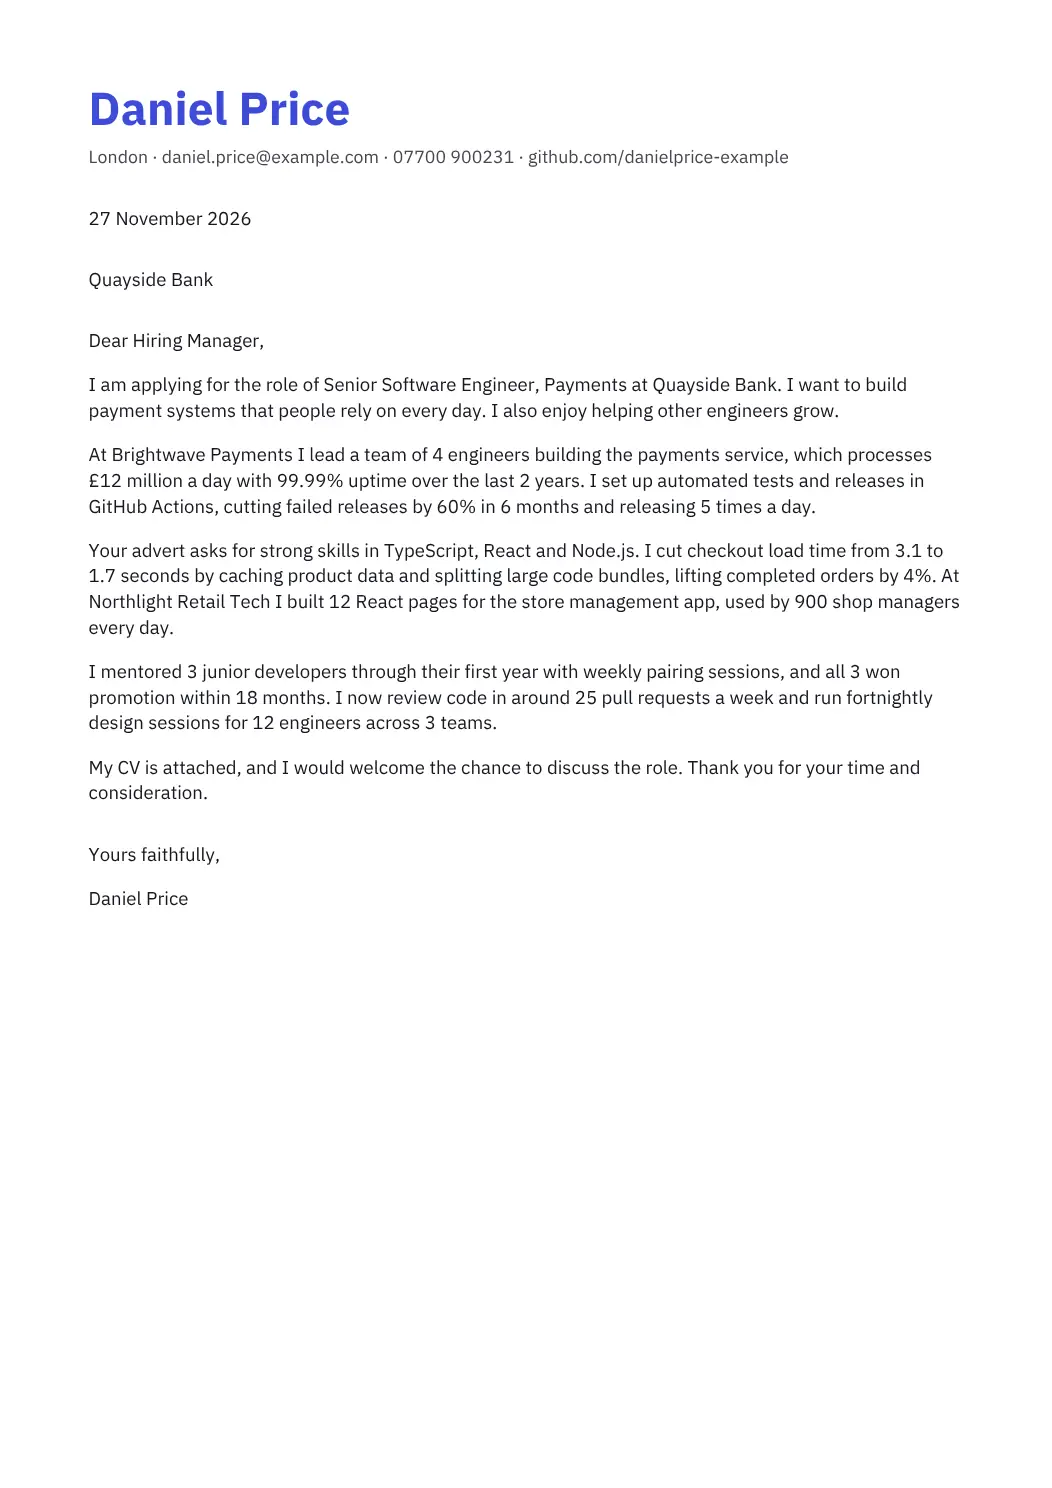 Daniel Price
London · daniel.price@example.com · 07700 900231 · github.com/danielprice-example
27 November 2026
Quayside Bank
Dear Hiring Manager,
I am applying for the role of Senior Software Engineer, Payments at Quayside Bank. I want to build
payment systems that people rely on every day. I also enjoy helping other engineers grow.
At Brightwave Payments I lead a team of 4 engineers building the payments service, which processes
£12 million a day with 99.99% uptime over the last 2 years. I set up automated tests and releases in
GitHub Actions, cutting failed releases by 60% in 6 months and releasing 5 times a day.
Your advert asks for strong skills in TypeScript, React and Node.js. I cut checkout load time from 3.1 to
1.7 seconds by caching product data and splitting large code bundles, lifting completed orders by 4%. At
Northlight Retail Tech I built 12 React pages for the store management app, used by 900 shop managers
every day.
I mentored 3 junior developers through their first year with weekly pairing sessions, and all 3 won
promotion within 18 months. I now review code in around 25 pull requests a week and run fortnightly
design sessions for 12 engineers across 3 teams.
My CV is attached, and I would welcome the chance to discuss the role. Thank you for your time and
consideration.
Yours faithfully,
Daniel Price